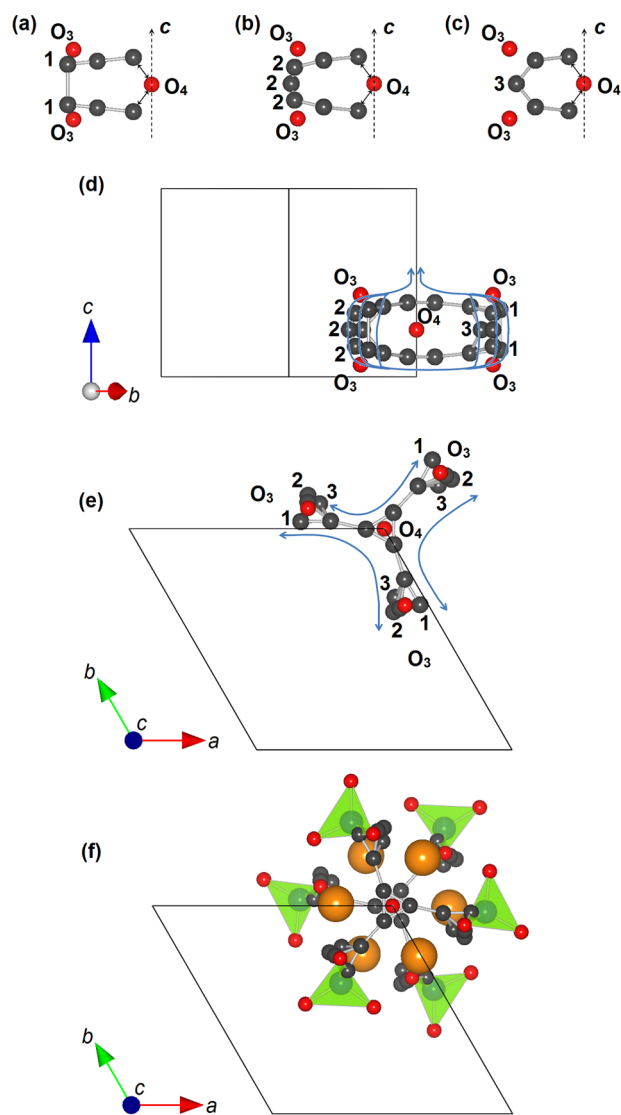 (a) (b) (c)
O3 c O3 c O3 c
1 2
2 O4 3 O4
O4
1 2
O3 O3 O3
(d)
O3 O3
2 1
c 2 O4 3
2 1
b O3 O3
(e)
1 O3
2 3 2
O3 3
1 O4
3
2 1
O3
b
c
a
(f)
b
c
a